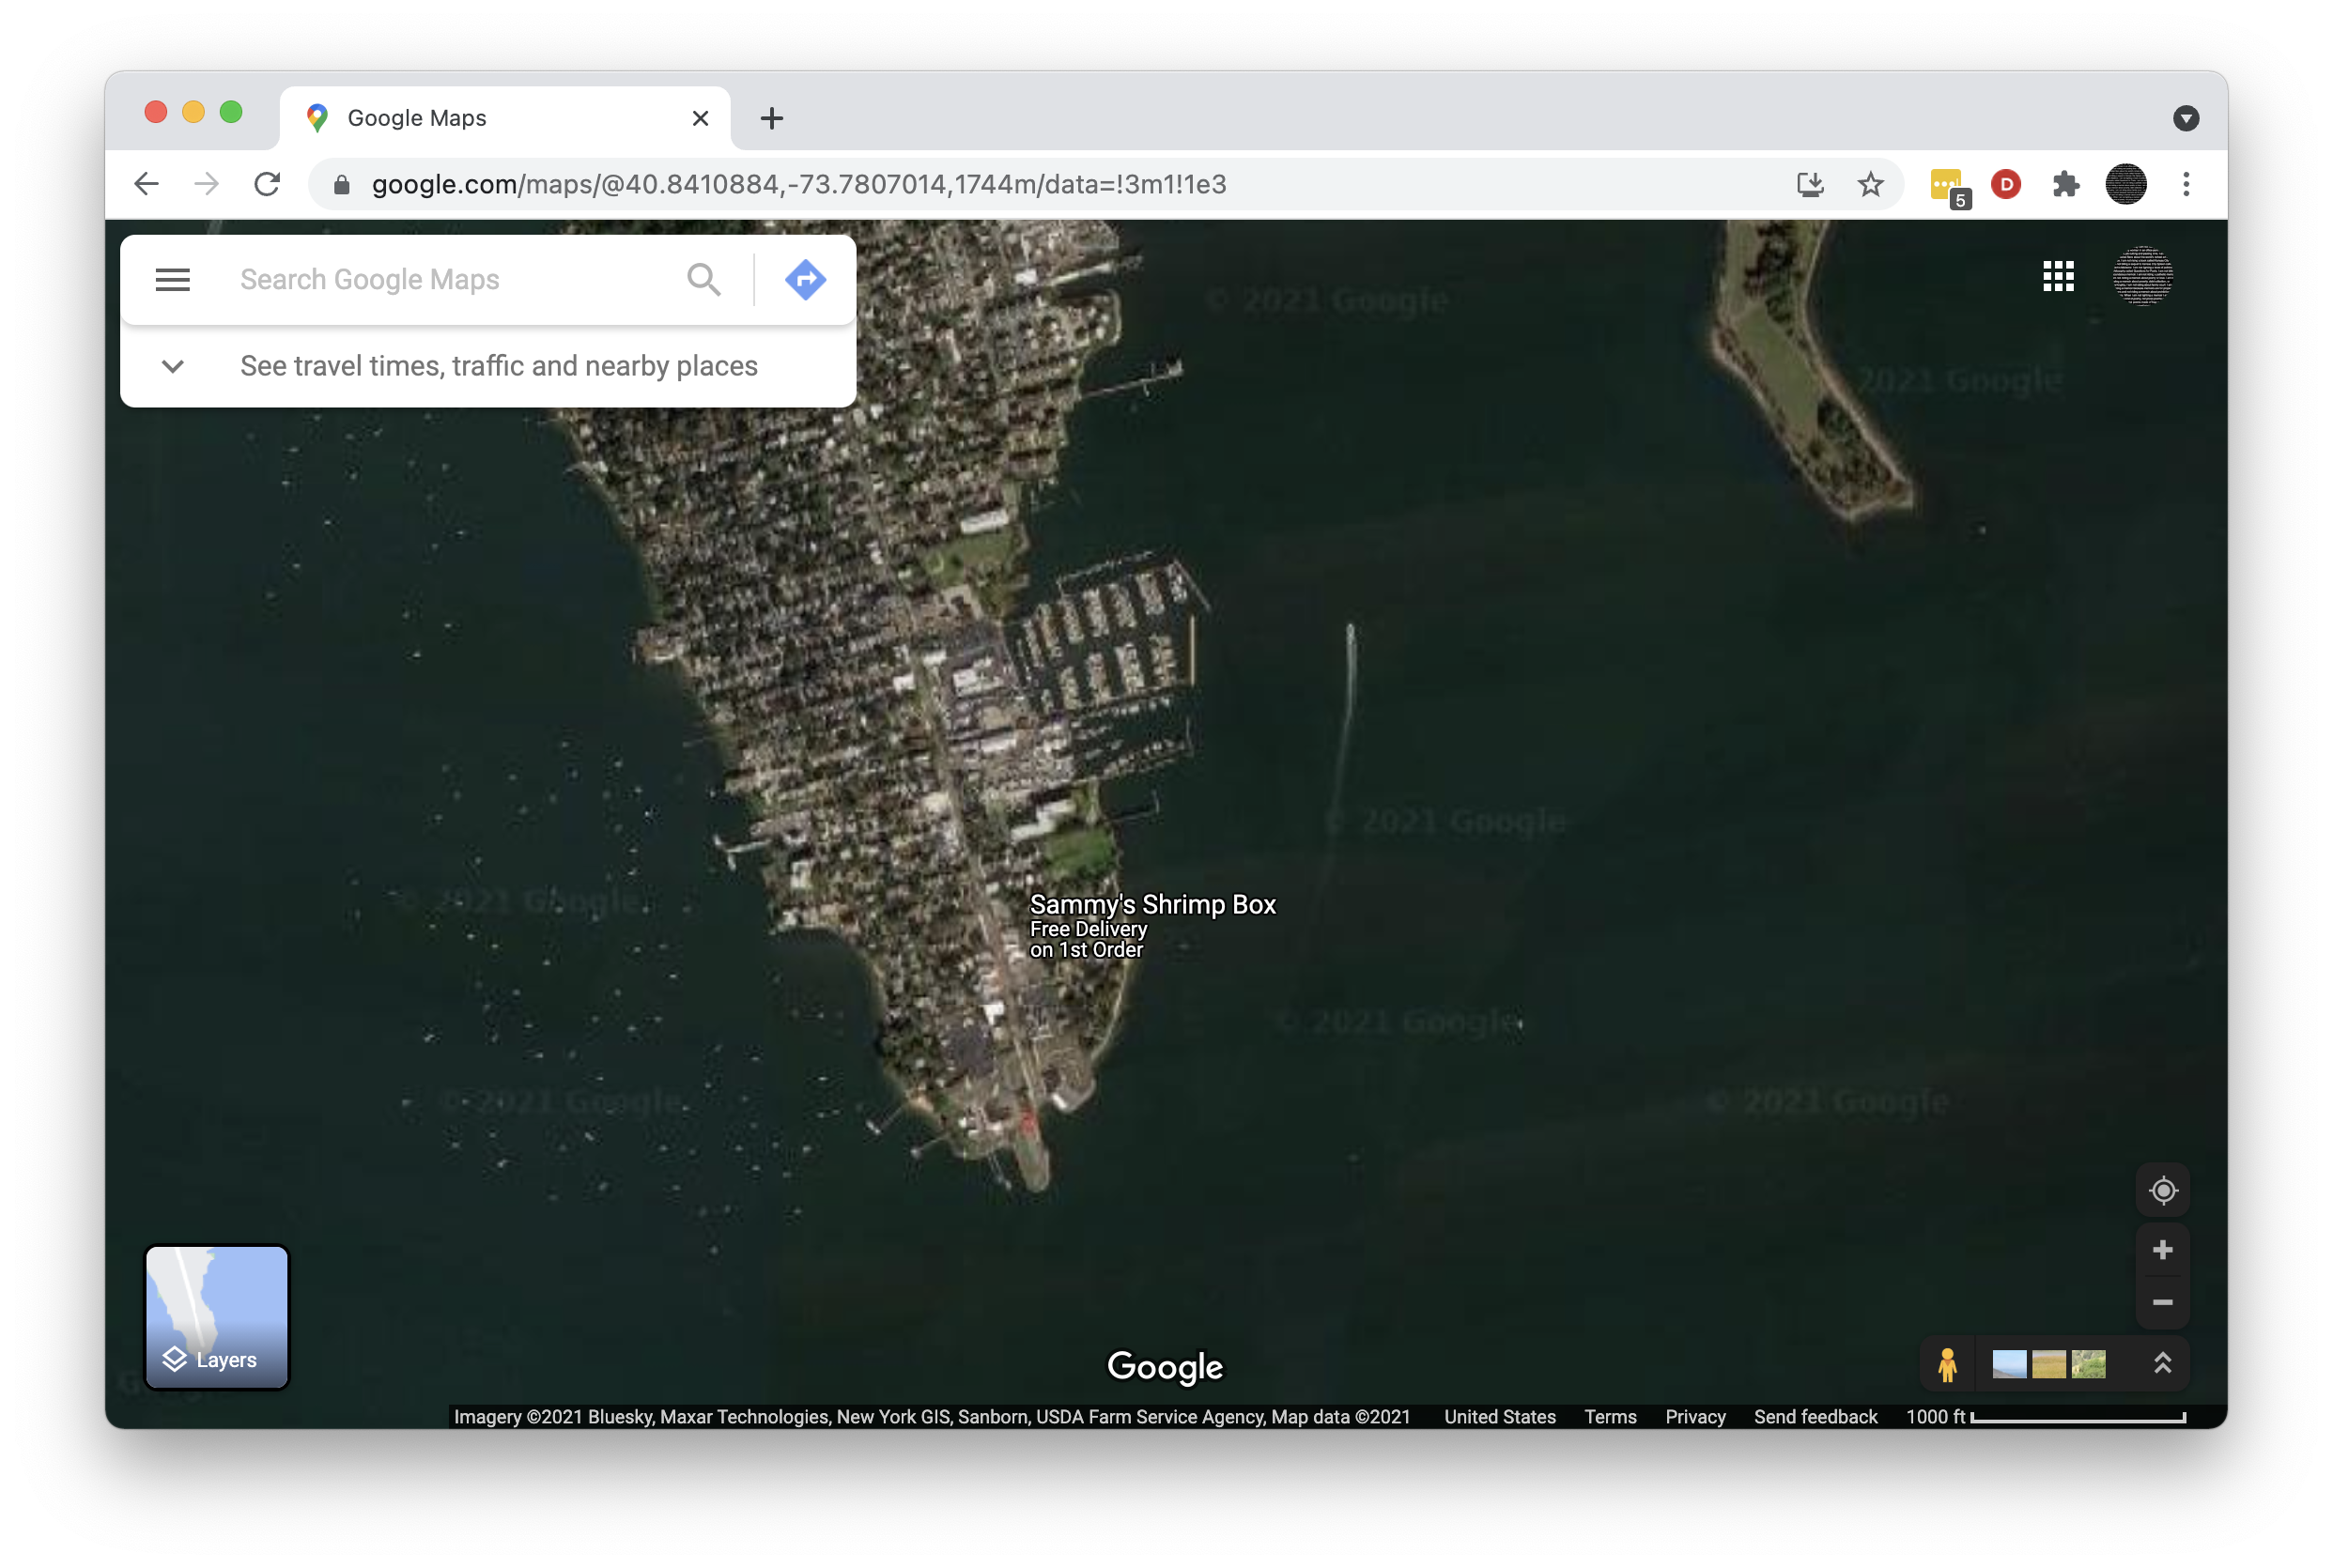 Google Maps
google.com/maps/@40.8410884,-73.7807014,1744m/data=!3m1!1e3
5
D
Search Google Maps
See travel times, traffic and nearby places
© 2021 Google
2021 Google
© 2021 Google
© 2021 Google
Sammy's Shrimp Box
Free Delivery
on 1st Order
© 2021 Google
© 2021 Google
© 2021 Google
Layers
Google
Imagery ©2021 Bluesky, Maxar Technologies, New York GIS, Sanborn, USDA Farm Service Agency, Map data ©2021 United States Terms Privacy Send feedback 1000 ft